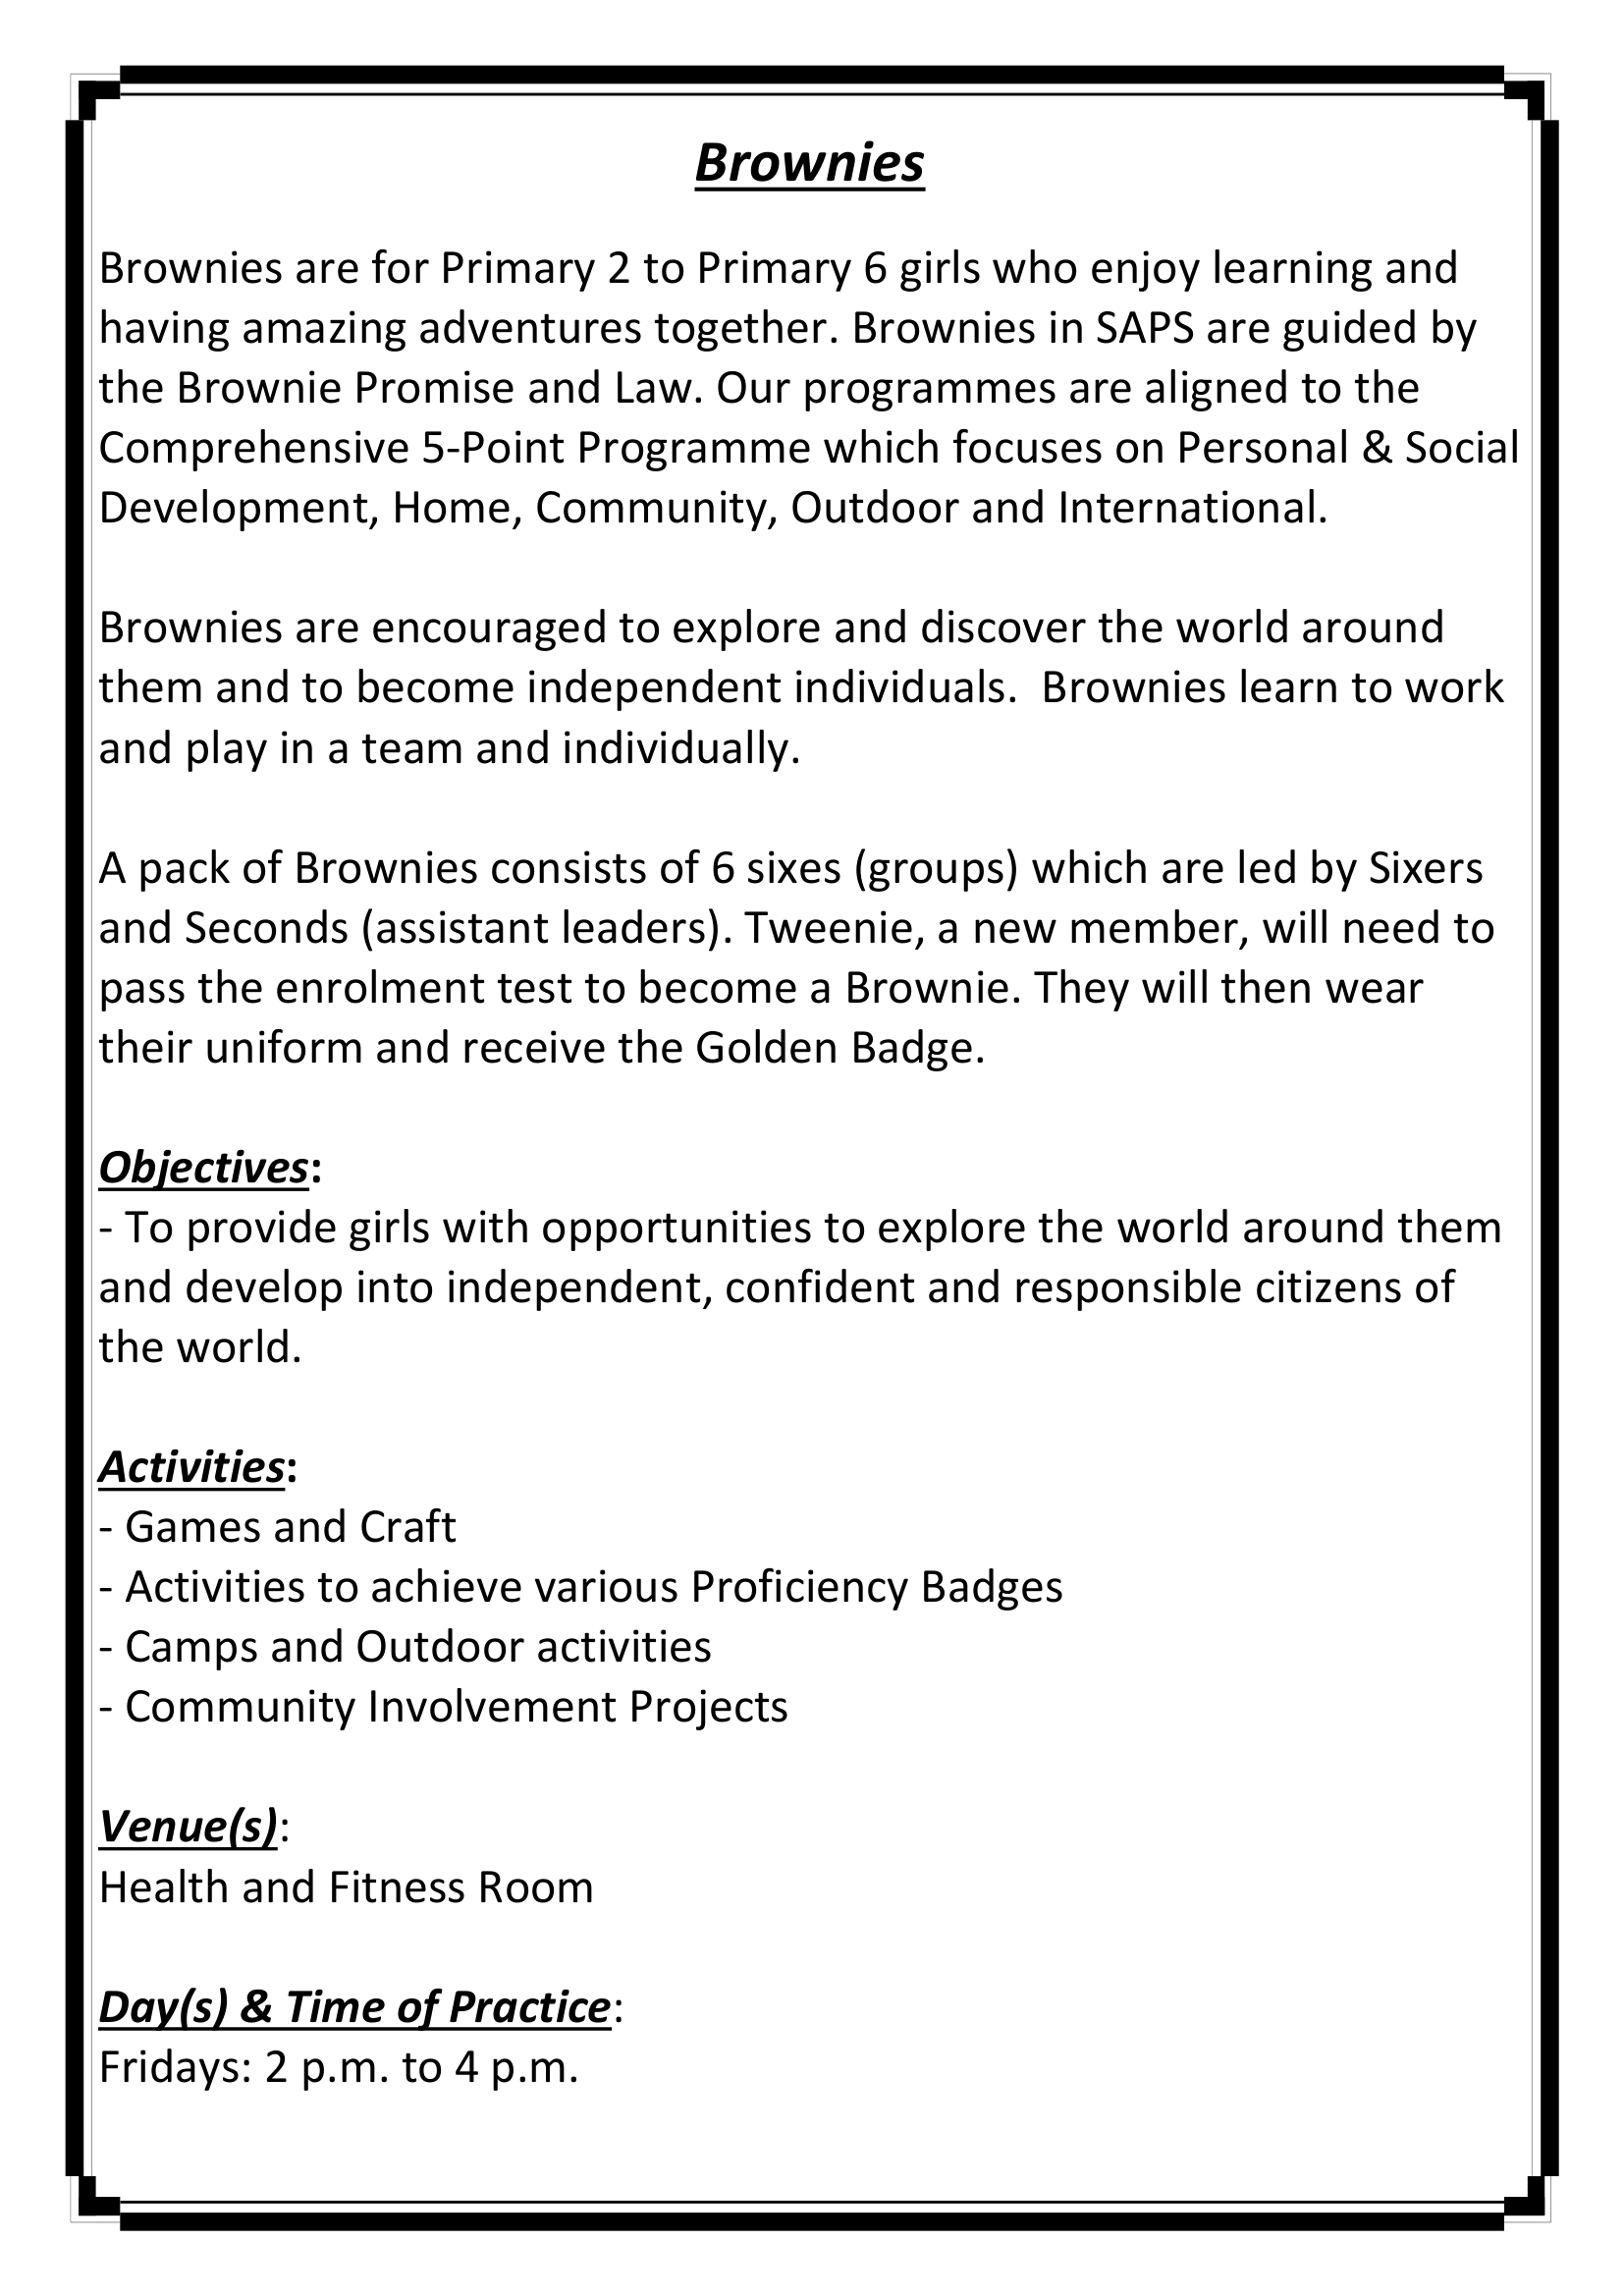 Brownies
Brownies are for Primary 2 to Primary 6 girls who enjoy learning and
having amazing adventures together. Brownies in SAPS are guided by
the Brownie Promise and Law. Our programmes are aligned to the
Comprehensive 5-Point Programme which focuses on Personal & Social
Development, Home, Community, Outdoor and International.
Brownies are encouraged to explore and discover the world around
them and to become independent individuals.  Brownies learn to work
and play in a team and individually.
A pack of Brownies consists of 6 sixes (groups) which are led by Sixers
and Seconds (assistant leaders). Tweenie, a new member, will need to
pass the enrolment test to become a Brownie. They will then wear
their uniform and receive the Golden Badge.
Objectives:
- To provide girls with opportunities to explore the world around them
and develop into independent, confident and responsible citizens of
the world.
Activities:
- Games and Craft
- Activities to achieve various Proficiency Badges
- Camps and Outdoor activities
- Community Involvement Projects
Venue(s):
Health and Fitness Room
Day(s) & Time of Practice:
Fridays: 2 p.m. to 4 p.m.